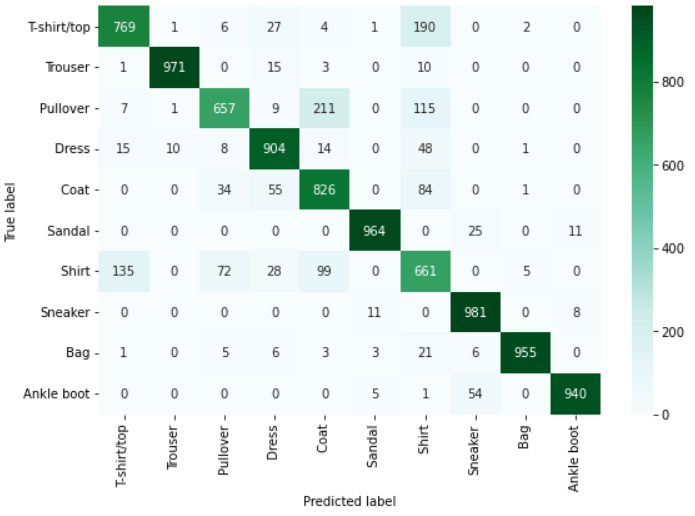 T-shirt/top 769 1 6 27 4 1 190 0 2 0
Trouser 1 971 0 15 3 0 10 0 0 0
Pullover 7 1 657 9 211 0 115 0 0 0
Dress 15 10 8 904 14 0 48 0 1 0
Coat 0 0 34 55 826 0 84 0 1 0
Sandal 0 0 0 0 0 964 0 25 0 11
Shirt 135 0 72 28 99 0 661 0 5 0
Sneaker 0 0 0 0 0 11 0 981 0 8
Bag 1 0 5 6 3 3 21 6 955 0
Ankle boot 0 0 0 0 0 5 1 54 0 940
True label
T-shirt/top Trouser Pullover Dress Coat Sandal Shirt Sneaker Bag Ankle boot
Predicted label
800
600
400
200
0